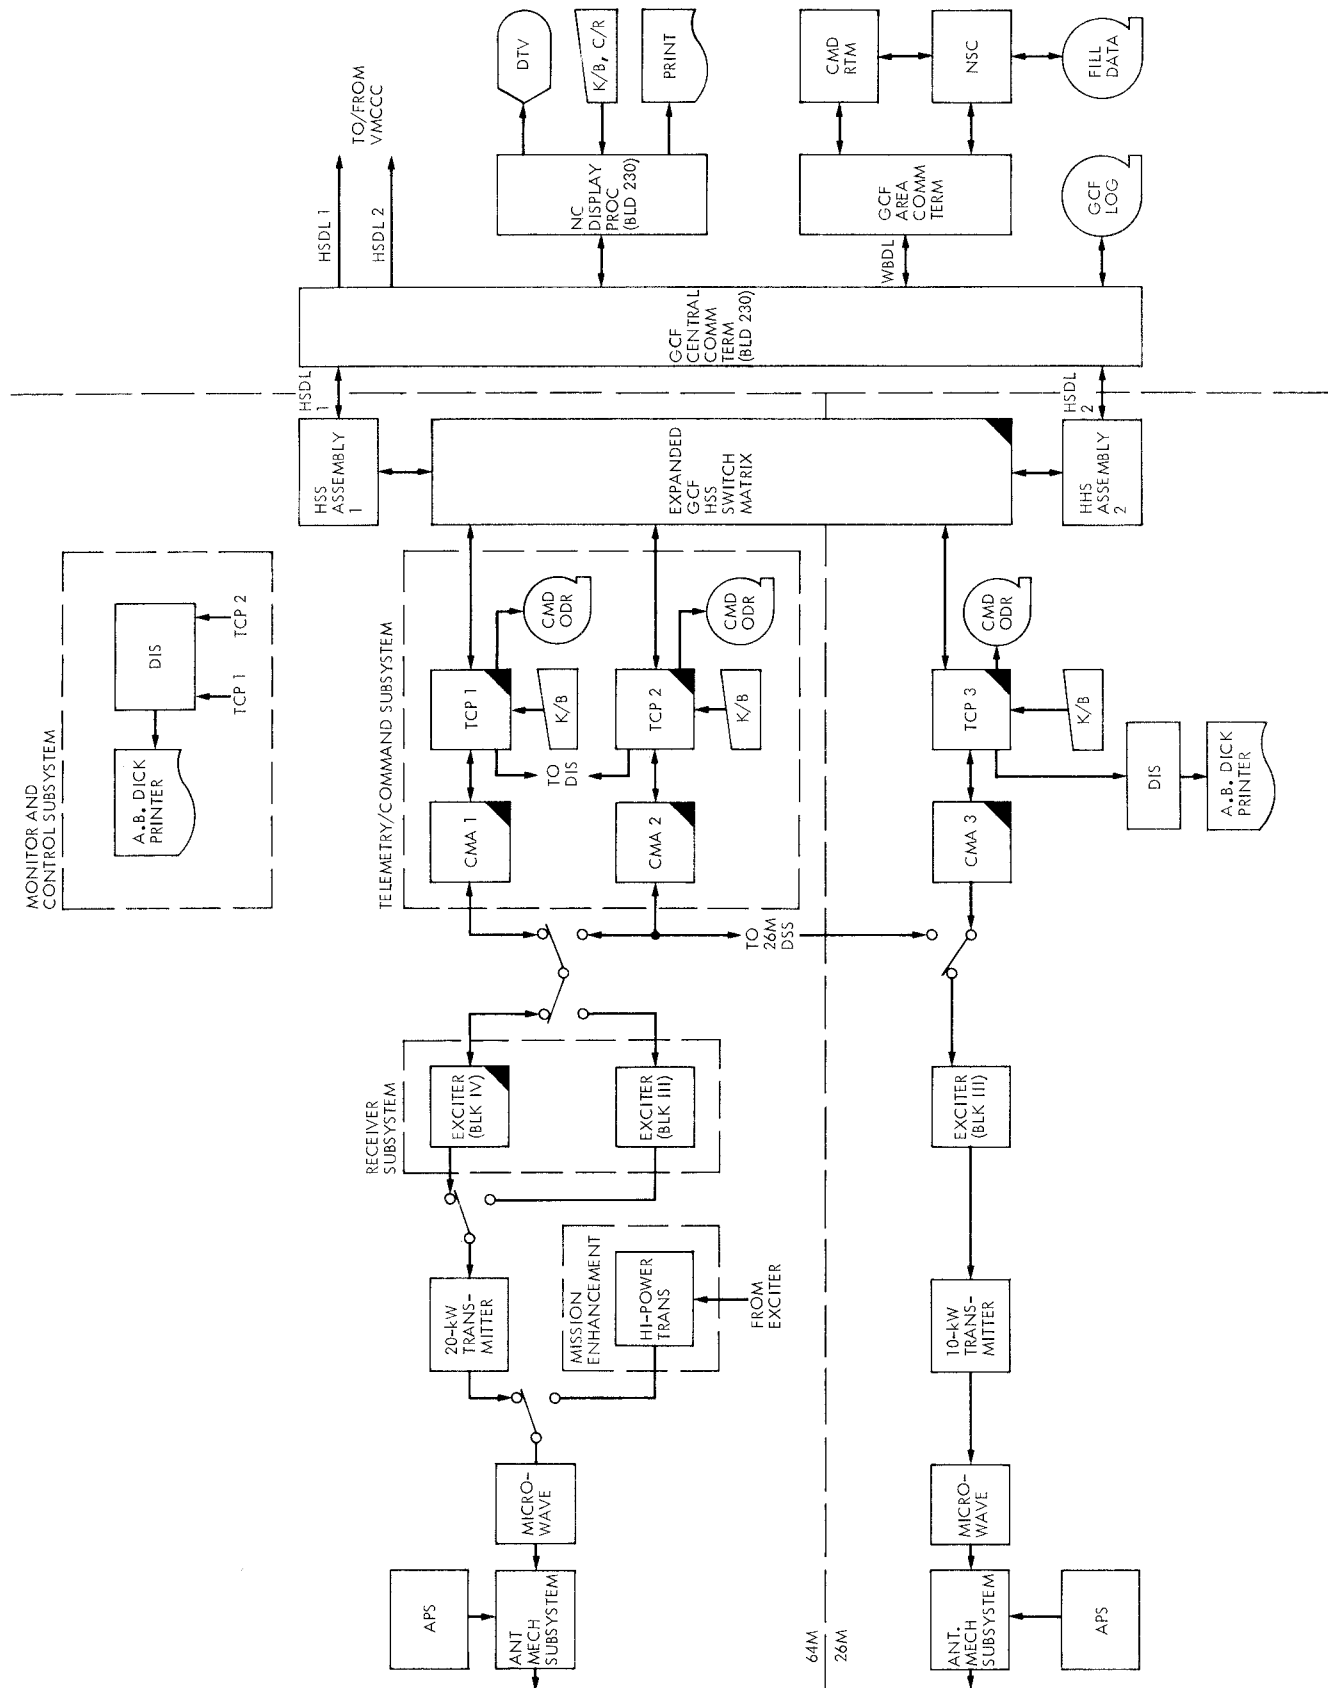 MONITOR AND
CONTROL SUBSYSTEM
A.B. DICK
PRINTER
DIS
TCP 1
TCP 2
HSS
ASSEMBLY
1
HSDL
1
HSDL 1
HSDL 2
TO/FROM
VMCCC
APS
ANT
MECH
SUBSYSTEM
MICRO-
WAVE
20-kW
TRANS-
MITTER
MISSION
ENHANCEMENT
HI-POWER
TRANS
FROM
EXCITER
RECEIVER
SUBSYSTEM
EXCITER
(BLK IV)
EXCITER
(BLK III)
TELEMETRY/COMMAND SUBSYSTEM
CMA 1
TCP 1
K/B
CMD
ODR
TO
DIS
CMA 2
TCP 2
K/B
CMD
ODR
TO
26M
DSS
EXPANDED
GCF
HSS
SWITCH
MATRIX
GCF
CENTRAL
COMM
TERM
(BLD 230)
NC
DISPLAY
PROC
(BLD 230)
DTV
K/B, C/R
PRINT
WBDL
GCF
AREA
COMM
TERM
CMD
RTM
NSC
FILL
DATA
GCF
LOG
64M
26M
ANT.
MECH
SUBSYSTEM
APS
MICRO-
WAVE
10-kW
TRANS-
MITTER
EXCITER
(BLK III)
CMA 3
TCP 3
K/B
CMD
ODR
DIS
A.B. DICK
PRINTER
HHS
ASSEMBLY
2
HSDL
2